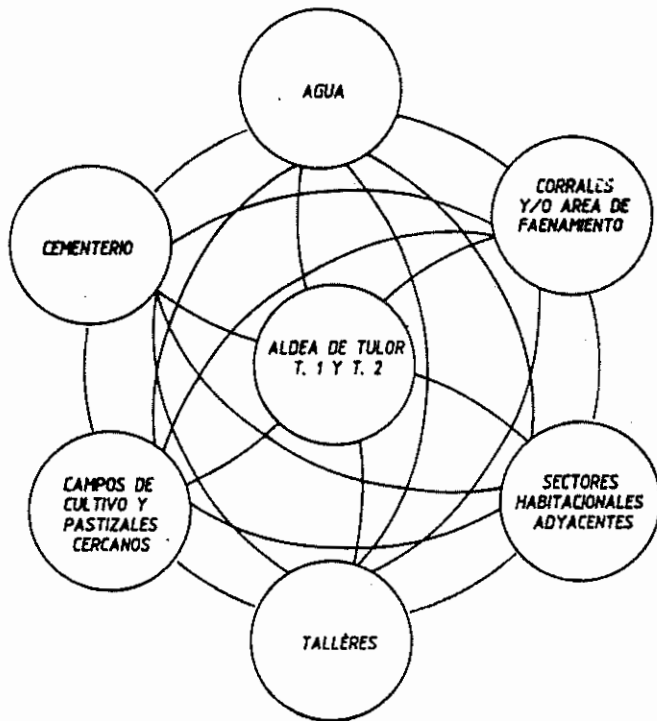 AGUA
CORRALES
Y/O AREA DE
FAENAMIENTO
CEMENTERIO
ALDEA DE TULOR
T. 1 Y T. 2
CAMPOS DE
CULTIVO Y
PASTIZALES
CERCANOS
SECTORES
HABITACIONALES
ADYACENTES
TALLÈRES